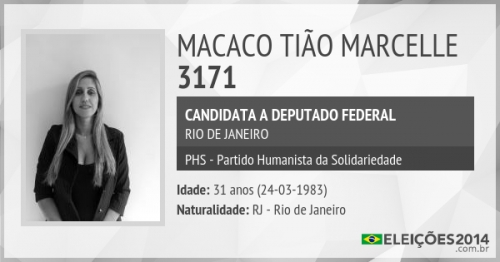 MACACO TIÃO MARCELLE
3171
CANDIDATA A DEPUTADO FEDERAL
RIO DE JANEIRO
PHS - Partido Humanista da Solidariedade
Idade: 31 anos (24-03-1983)
Naturalidade: RJ - Rio de Janeiro
ELEIÇÕES2014
.com.br